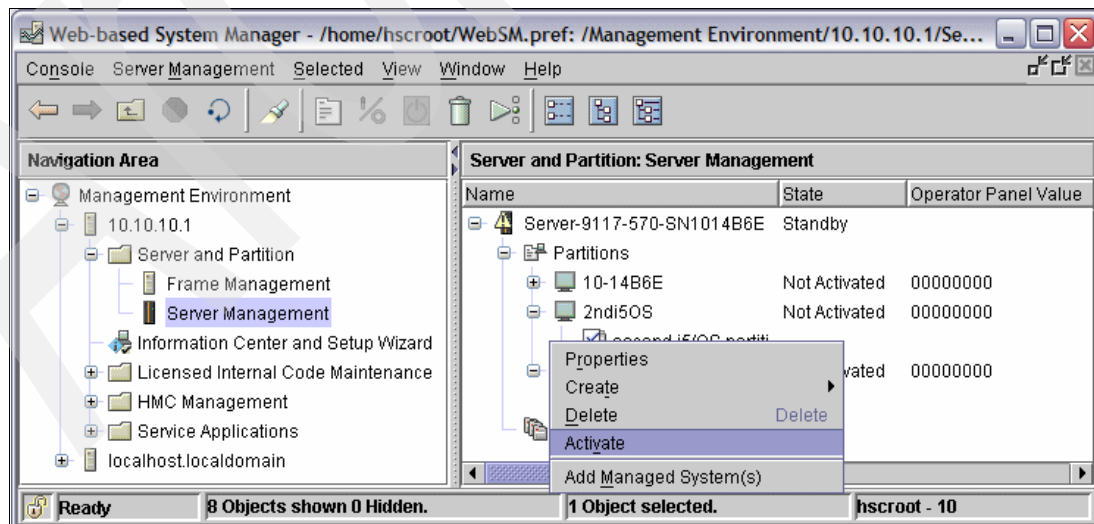 Web-based System Manager - /home/hscroot/WebSM.pref: /Management Environment/10.10.10.1/Se...
Console Server Management Selected View Window Help
Navigation Area
Management Environment
10.10.10.1
Server and Partition
Frame Management
Server Management
Information Center and Setup Wizard
Licensed Internal Code Maintenance
HMC Management
Service Applications
localhost.localdomain
Server and Partition: Server Management
Name State Operator Panel Value
Server-9117-570-SN1014B6E Standby
Partitions
10-14B6E Not Activated 00000000
2ndi5OS Not Activated 00000000
second i5/OS partiti
vated 00000000
Properties
Create
Delete Delete
Activate
Add Managed System(s)
Ready 8 Objects shown 0 Hidden. 1 Object selected. hscroot - 10